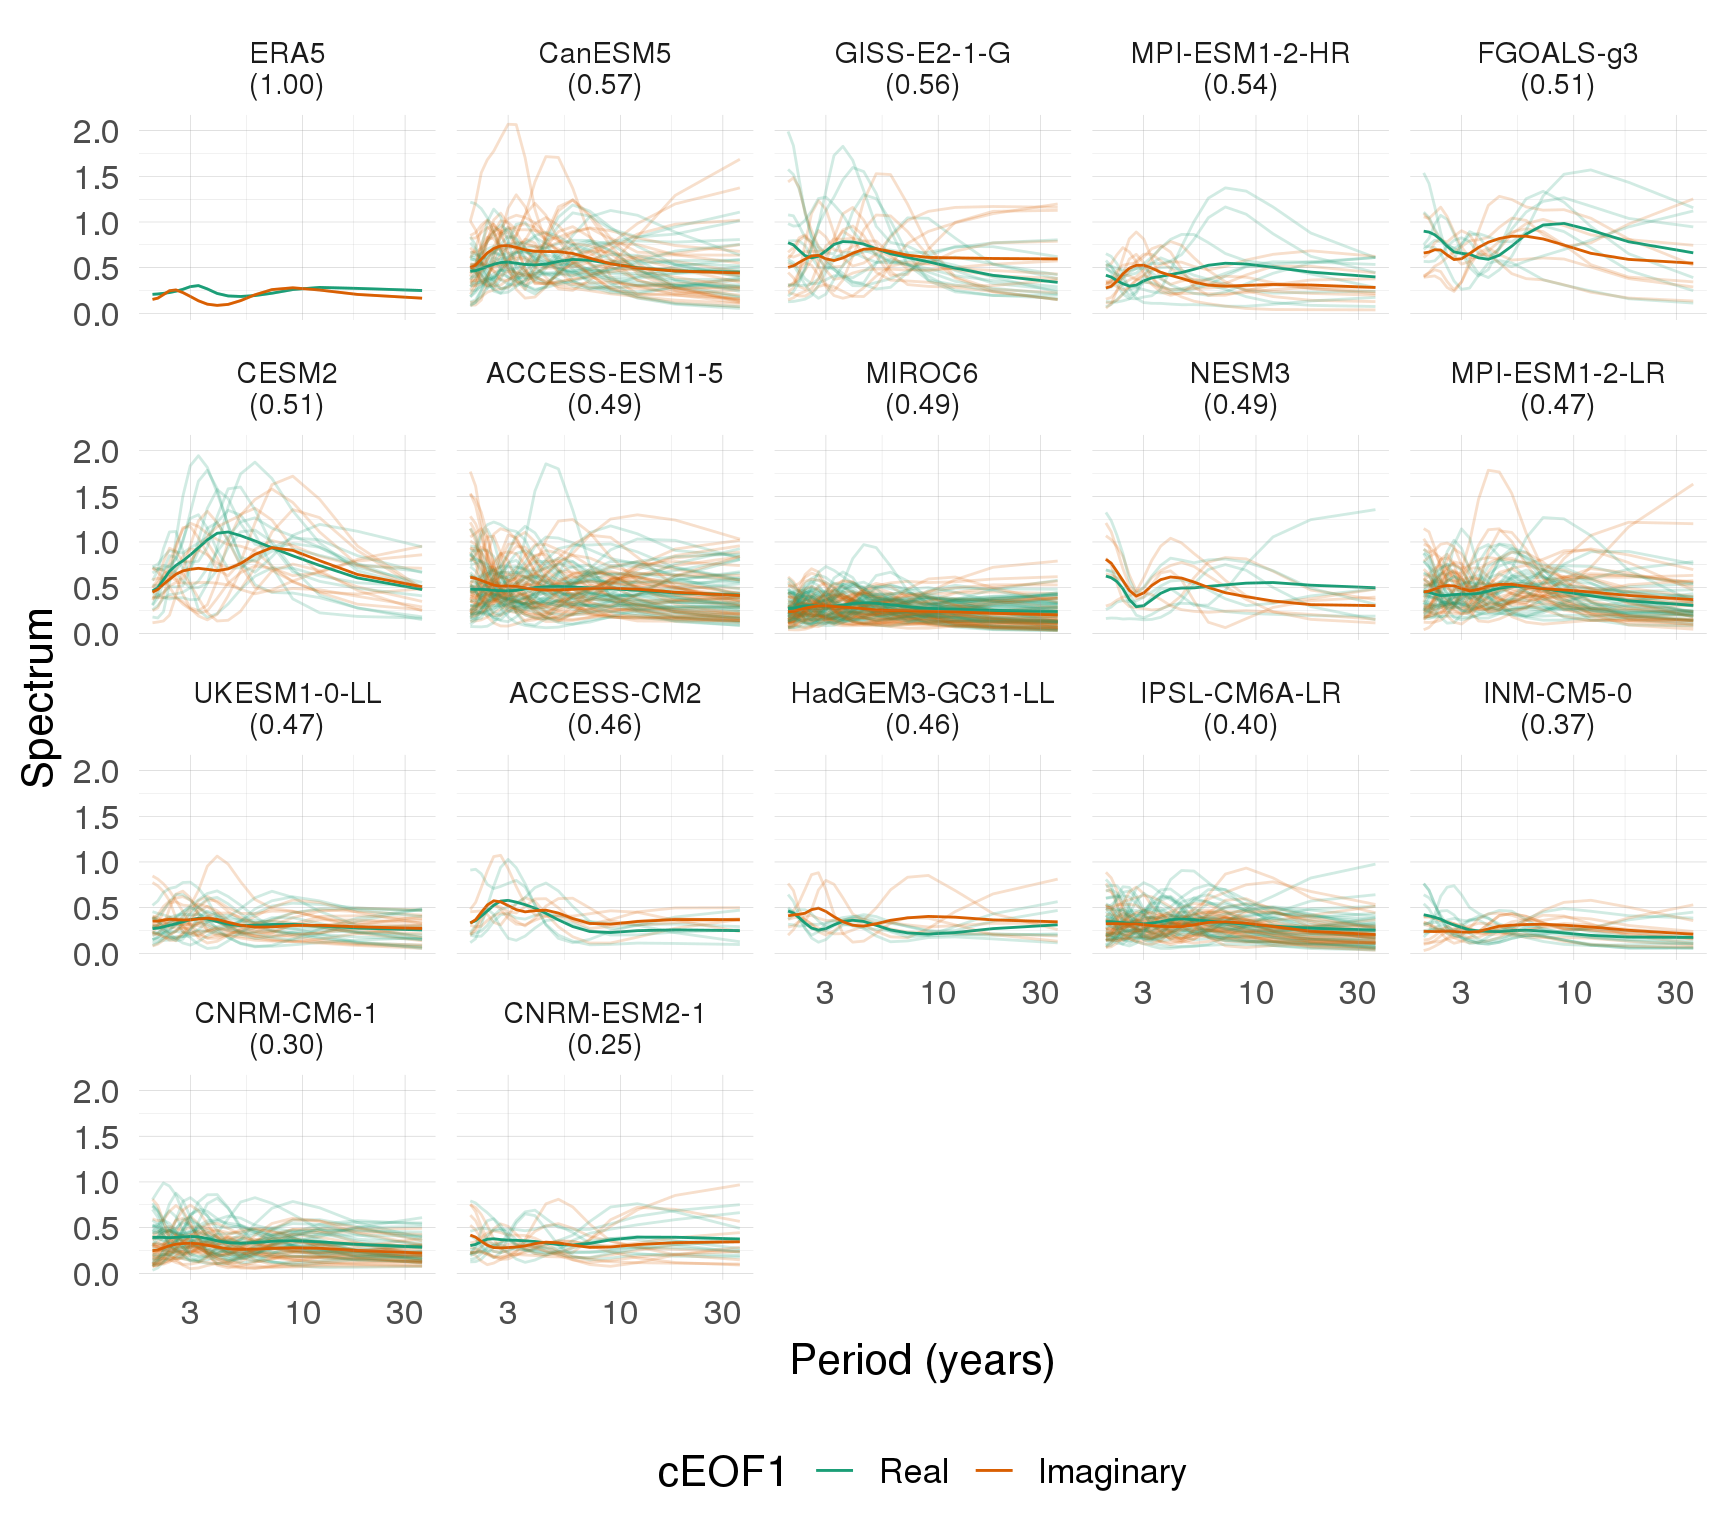 ERA5 CanESM5 GISS-E2-1-G MPI-ESM1-2-HR FGOALS-g3
(1.00) (0.57) (0.56) (0.54) (0.51)
2.0
1.5
1.0
0.5
0.0
CESM2 ACCESS-ESM1-5 MIROC6 NESM3 MPI-ESM1-2-LR
(0.51) (0.49) (0.49) (0.49) (0.47)
2.0
1.5
1.0
0.5
0.0
Spectrum
UKESM1-0-LL ACCESS-CM2 HadGEM3-GC31-LL IPSL-CM6A-LR INM-CM5-0
(0.47) (0.46) (0.46) (0.40) (0.37)
2.0
1.5
1.0
0.5
0.0
3 10 30 3 10 30 3 10 30
CNRM-CM6-1 CNRM-ESM2-1
(0.30) (0.25)
2.0
1.5
1.0
0.5
0.0
3 10 30 3 10 30
Period (years)
cEOF1 Real Imaginary